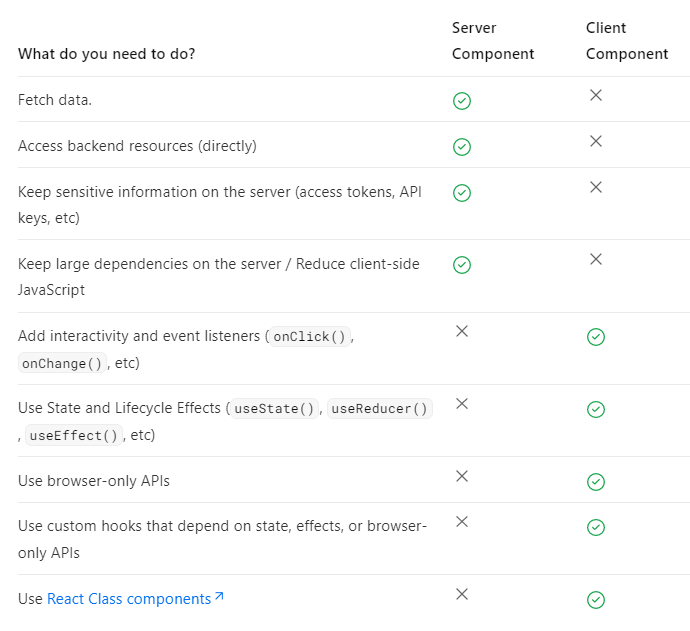 Server
Client
What do you need to do?
Component
Component
Fetch data.
Access backend resources (directly)
Keep sensitive information on the server (access tokens, API
keys, etc)
Keep large dependencies on the server / Reduce client-side
JavaScript
Add interactivity and event listeners ( onClick() ,
onChange() , etc)
Use State and Lifecycle Effects ( useState() , useReducer()
, useEffect() , etc)
Use browser-only APIs
Use custom hooks that depend on state, effects, or browser-
only APIs
Use React Class components